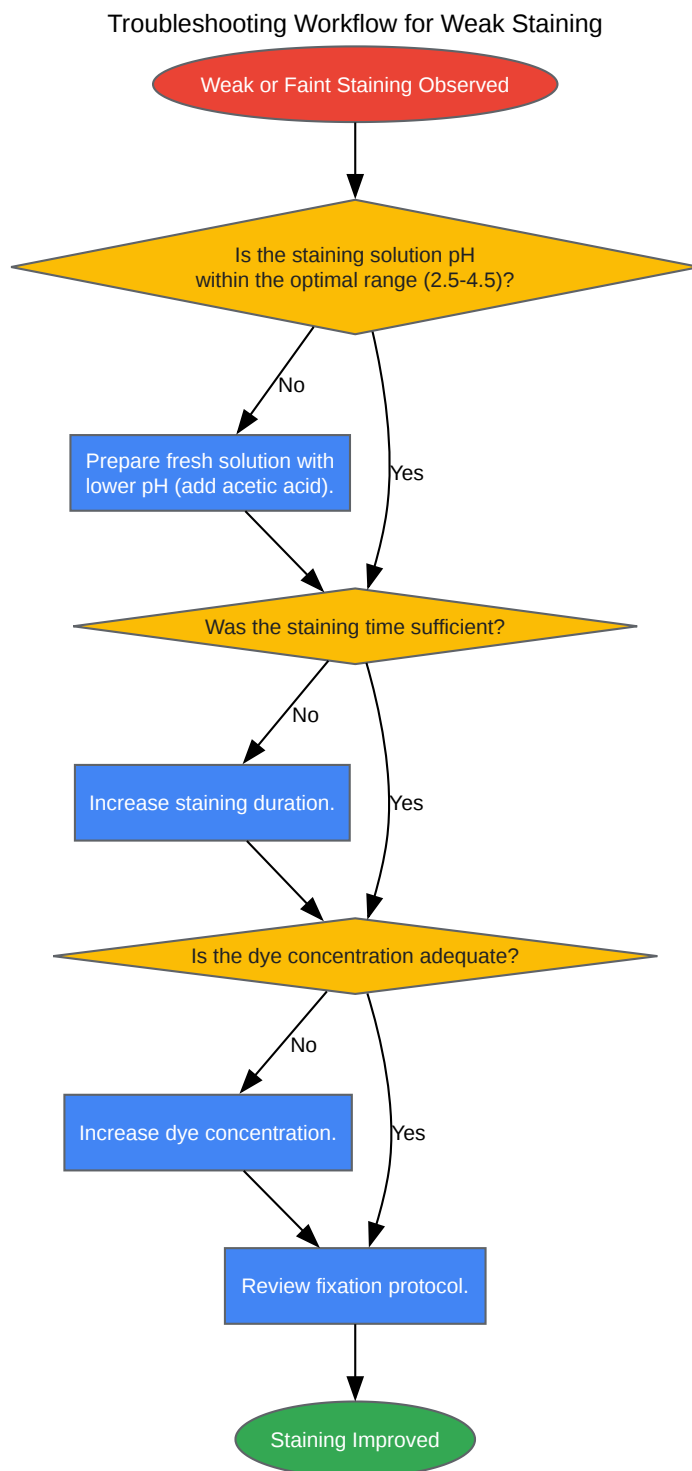 Troubleshooting Workflow for Weak Staining
Weak or Faint Staining Observed
Is the staining solution pH
within the optimal range (2.5-4.5)?
No
Prepare fresh solution with
lower pH (add acetic acid).
Yes
Was the staining time sufficient?
No
Increase staining duration.
Yes
Is the dye concentration adequate?
No
Increase dye concentration.
Yes
Review fixation protocol.
Staining Improved